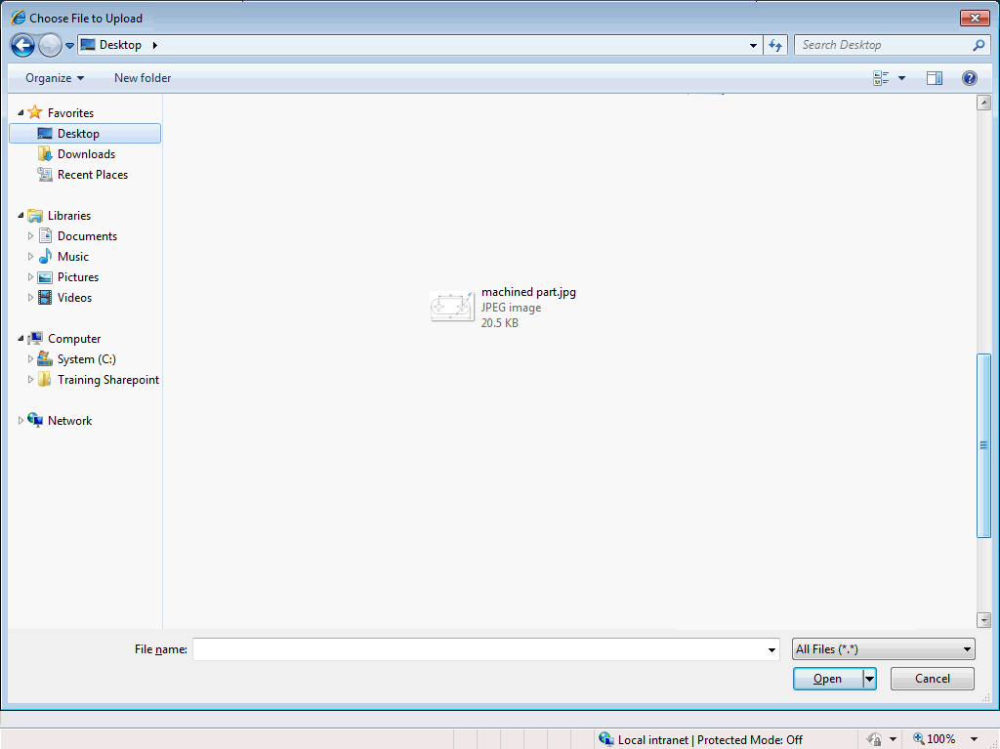 Choose File to Upload
Desktop
Search Desktop
Organize
New folder
Favorites
Desktop
Downloads
Recent Places
Libraries
Documents
Music
Pictures
Videos
Computer
System (C:)
Training Sharepoint
Network
machined part.jpg
JPEG image
20.5 KB
File name:
All Files (*.*)
Open
Cancel
Local intranet | Protected Mode: Off
100%